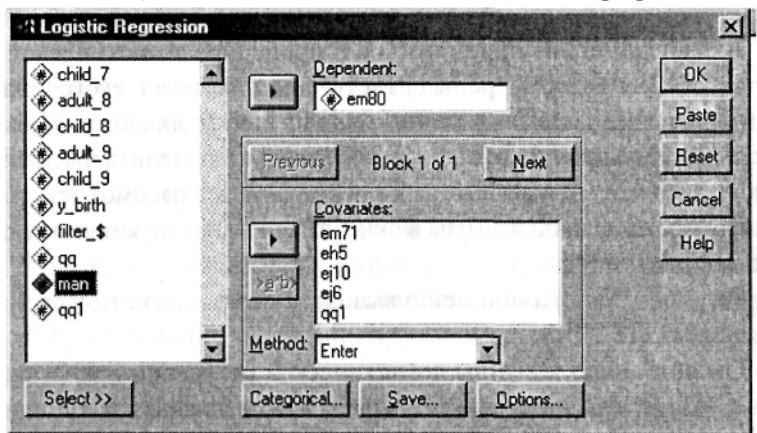 Logistic Regression
child_7
adult_8
child_8
adult_9
child_9
y_birth
filter_$
qq
man
qq1
Select >>
Dependent:
em80
Previous
Block 1 of 1
Next
Covariates:
em71
eh5
ej10
ej6
qq1
>a*b>
Method:
Enter
Categorical...
Save...
Options...
OK
Paste
Reset
Cancel
Help